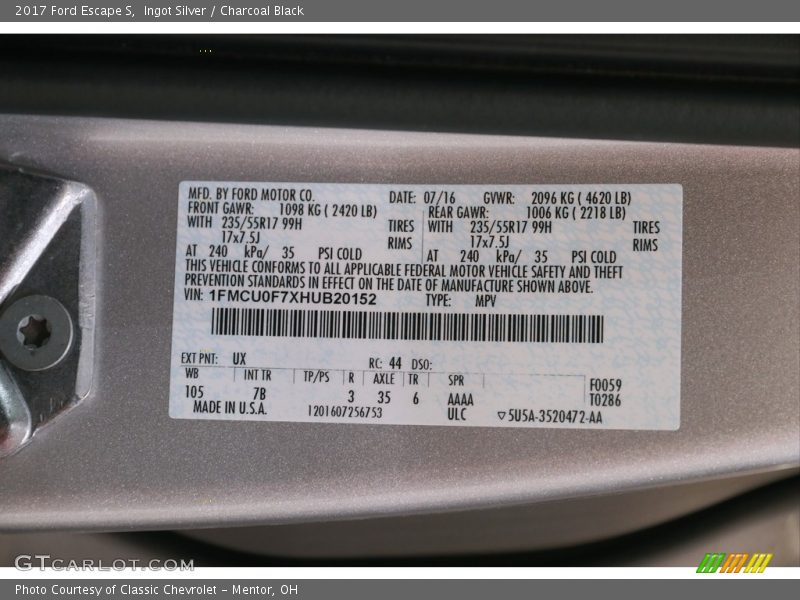 2017 Ford Escape S, Ingot Silver / Charcoal Black
MFD. BY FORD MOTOR CO. DATE: 07/16 GVWR: 2096 KG ( 4620 LB)
FRONT GAWR: 1098 KG ( 2420 LB) REAR GAWR: 1006 KG ( 2218 LB)
WITH 235/55R17 99H TIRES WITH 235/55R17 99H TIRES
17x7.5J RIMS 17x7.5J RIMS
AT 240 kPa/ 35 PSI COLD AT 240 kPa/ 35 PSI COLD
THIS VEHICLE CONFORMS TO ALL APPLICABLE FEDERAL MOTOR VEHICLE SAFETY AND THEFT
PREVENTION STANDARDS IN EFFECT ON THE DATE OF MANUFACTURE SHOWN ABOVE.
VIN: 1FMCU0F7XHUB20152 TYPE: MPV
EXT PNT: UX RC: 44 DSO:
WB INT TR TP/PS R AXLE TR SPR F0059
105 7B 3 35 6 AAAA T0286
MADE IN U.S.A. 1201607256753 ULC ▽5U5A-3520472-AA
GTCARLOT.COM
Photo Courtesy of Classic Chevrolet – Mentor, OH